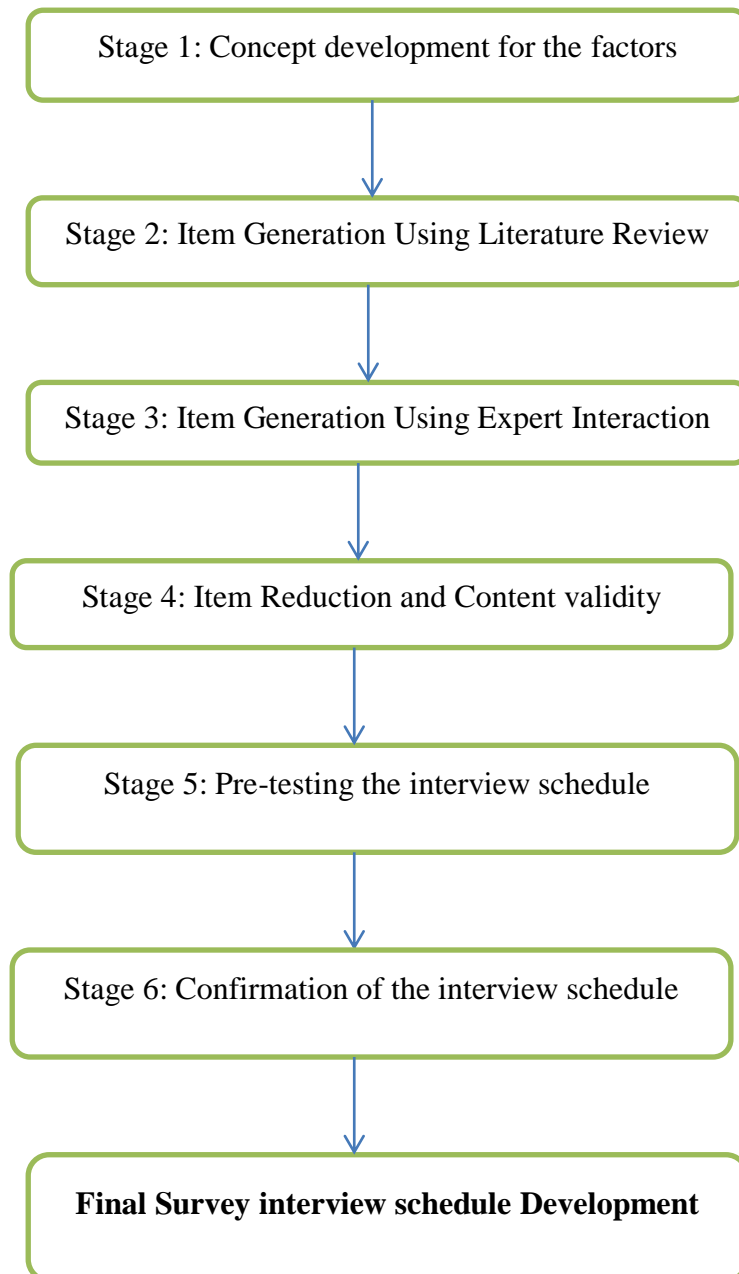 Stage 1: Concept development for the factors
Stage 2: Item Generation Using Literature Review
Stage 3: Item Generation Using Expert Interaction
Stage 4: Item Reduction and Content validity
Stage 5: Pre-testing the interview schedule
Stage 6: Confirmation of the interview schedule
Final Survey interview schedule Development